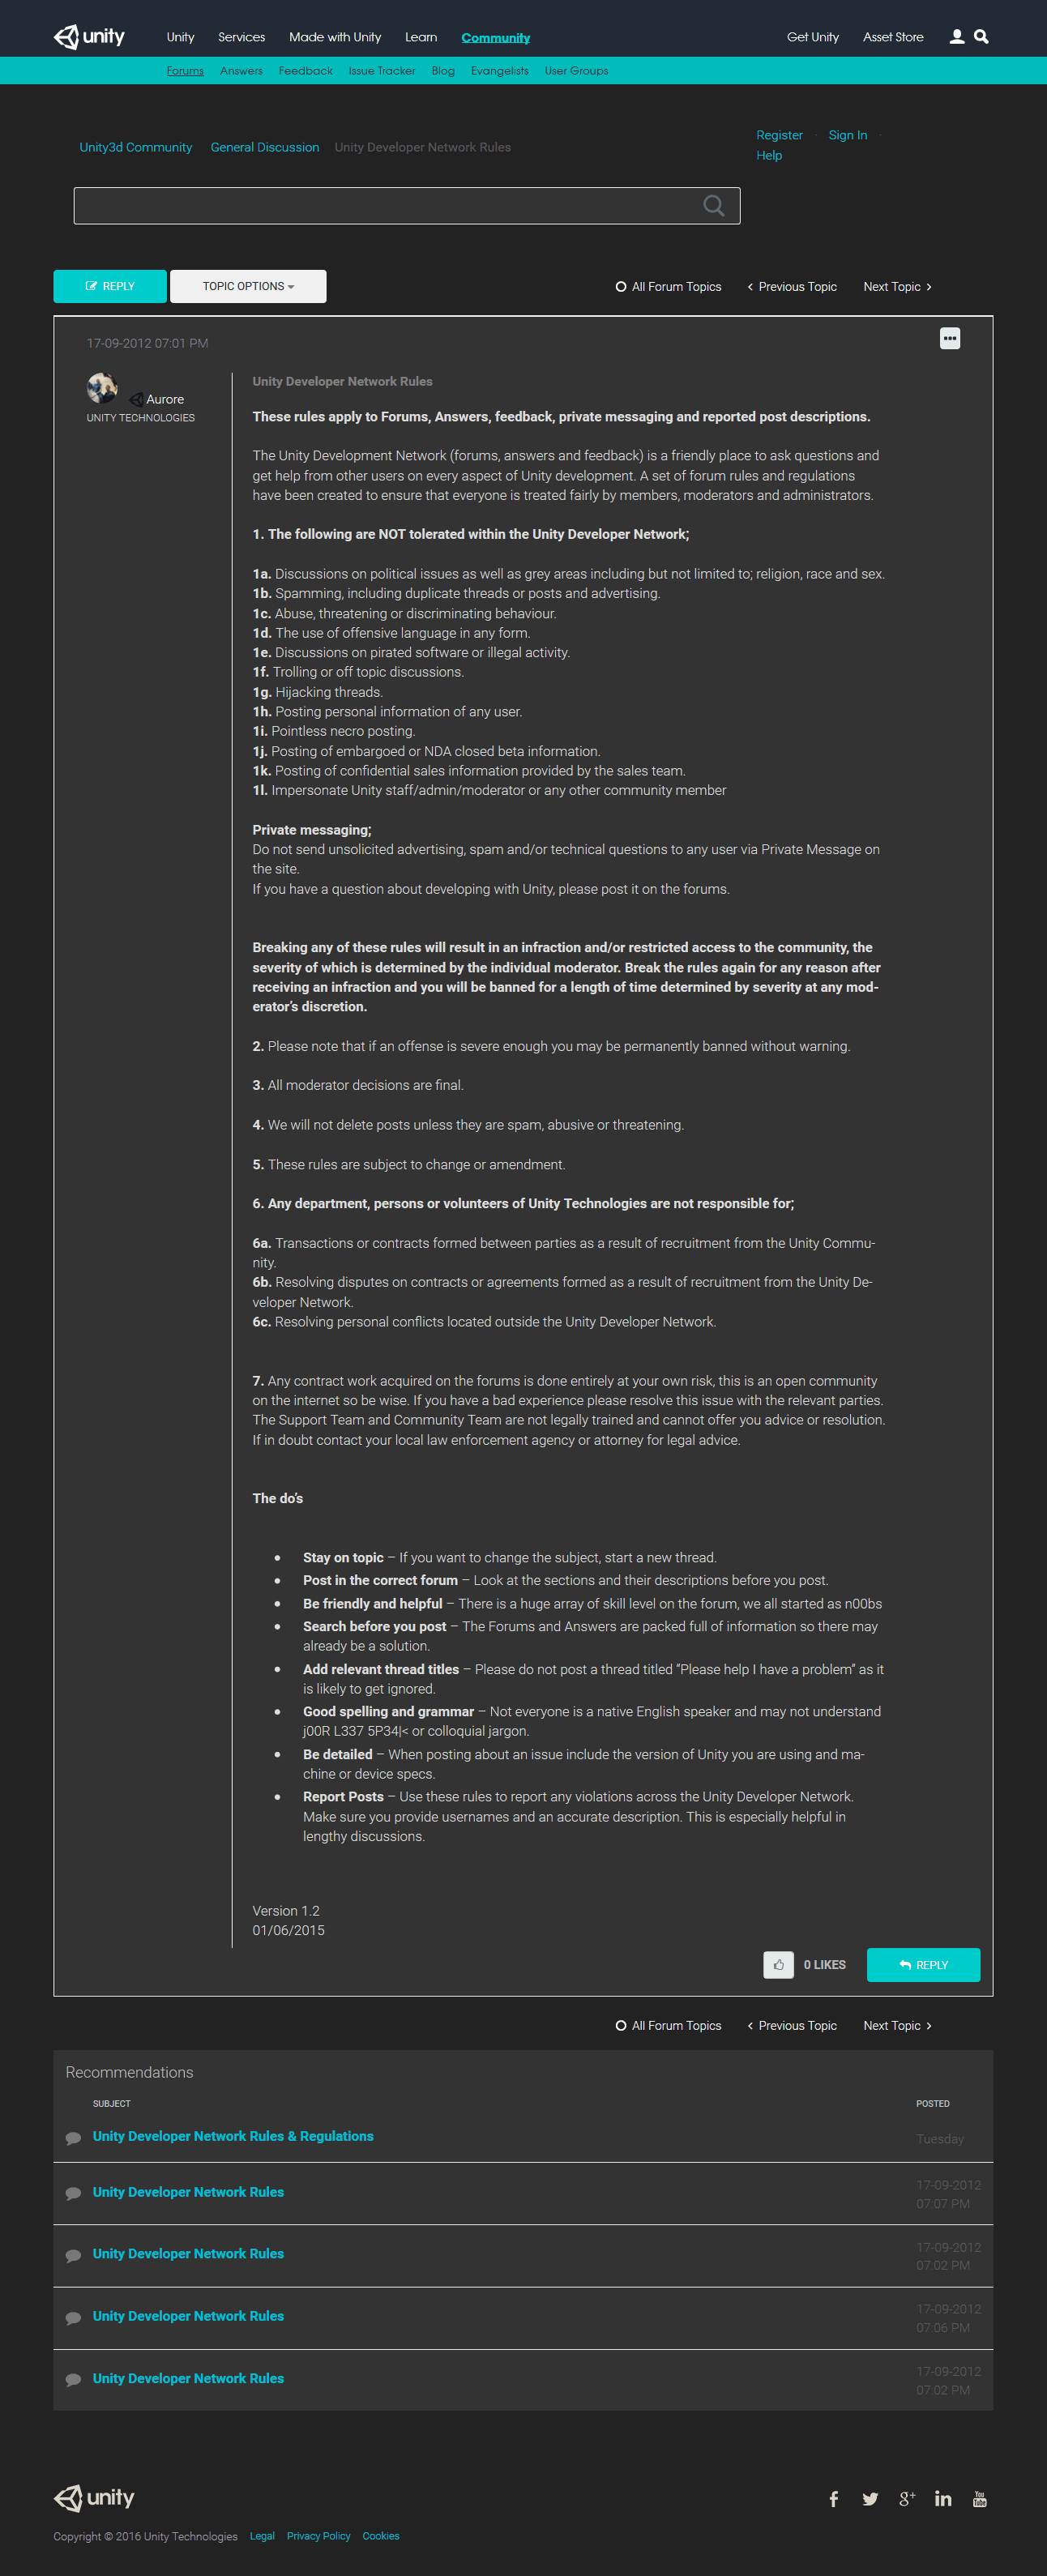 unity
Unity Services Made with Unity Learn Community Get Unity Asset Store
Forums Answers Feedback Issue Tracker Blog Evangelists User Groups
Register · Sign In ·
Help
Unity3d Community General Discussion Unity Developer Network Rules
REPLY TOPIC OPTIONS All Forum Topics < Previous Topic Next Topic >
17-09-2012 07:01 PM
Aurore
UNITY TECHNOLOGIES
Unity Developer Network Rules
These rules apply to Forums, Answers, feedback, private messaging and reported post descriptions.
The Unity Development Network (forums, answers and feedback) is a friendly place to ask questions and
get help from other users on every aspect of Unity development. A set of forum rules and regulations
have been created to ensure that everyone is treated fairly by members, moderators and administrators.
1. The following are NOT tolerated within the Unity Developer Network;
1a. Discussions on political issues as well as grey areas including but not limited to; religion, race and sex.
1b. Spamming, including duplicate threads or posts and advertising.
1c. Abuse, threatening or discriminating behaviour.
1d. The use of offensive language in any form.
1e. Discussions on pirated software or illegal activity.
1f. Trolling or off topic discussions.
1g. Hijacking threads.
1h. Posting personal information of any user.
1i. Pointless necro posting.
1j. Posting of embargoed or NDA closed beta information.
1k. Posting of confidential sales information provided by the sales team.
1l. Impersonate Unity staff/admin/moderator or any other community member
Private messaging;
Do not send unsolicited advertising, spam and/or technical questions to any user via Private Message on
the site.
If you have a question about developing with Unity, please post it on the forums.
Breaking any of these rules will result in an infraction and/or restricted access to the community, the
severity of which is determined by the individual moderator. Break the rules again for any reason after
receiving an infraction and you will be banned for a length of time determined by severity at any mod-
erator's discretion.
2. Please note that if an offense is severe enough you may be permanently banned without warning.
3. All moderator decisions are final.
4. We will not delete posts unless they are spam, abusive or threatening.
5. These rules are subject to change or amendment.
6. Any department, persons or volunteers of Unity Technologies are not responsible for;
6a. Transactions or contracts formed between parties as a result of recruitment from the Unity Commu-
nity.
6b. Resolving disputes on contracts or agreements formed as a result of recruitment from the Unity De-
veloper Network.
6c. Resolving personal conflicts located outside the Unity Developer Network.
7. Any contract work acquired on the forums is done entirely at your own risk, this is an open community
on the internet so be wise. If you have a bad experience please resolve this issue with the relevant parties.
The Support Team and Community Team are not legally trained and cannot offer you advice or resolution.
If in doubt contact your local law enforcement agency or attorney for legal advice.
The do's
• Stay on topic – If you want to change the subject, start a new thread.
• Post in the correct forum – Look at the sections and their descriptions before you post.
• Be friendly and helpful – There is a huge array of skill level on the forum, we all started as n00bs
• Search before you post – The Forums and Answers are packed full of information so there may
already be a solution.
• Add relevant thread titles – Please do not post a thread titled "Please help I have a problem" as it
is likely to get ignored.
• Good spelling and grammar – Not everyone is a native English speaker and may not understand
j00R L337 5P34|< or colloquial jargon.
• Be detailed – When posting about an issue include the version of Unity you are using and ma-
chine or device specs.
• Report Posts – Use these rules to report any violations across the Unity Developer Network.
Make sure you provide usernames and an accurate description. This is especially helpful in
lengthy discussions.
Version 1.2
01/06/2015
0 LIKES REPLY
All Forum Topics < Previous Topic Next Topic >
Recommendations
SUBJECT POSTED
Unity Developer Network Rules & Regulations Tuesday
Unity Developer Network Rules 17-09-2012
07:07 PM
Unity Developer Network Rules 17-09-2012
07:02 PM
Unity Developer Network Rules 17-09-2012
07:06 PM
Unity Developer Network Rules 17-09-2012
07:02 PM
unity f g+ in You Tube
Copyright © 2016 Unity Technologies Legal Privacy Policy Cookies